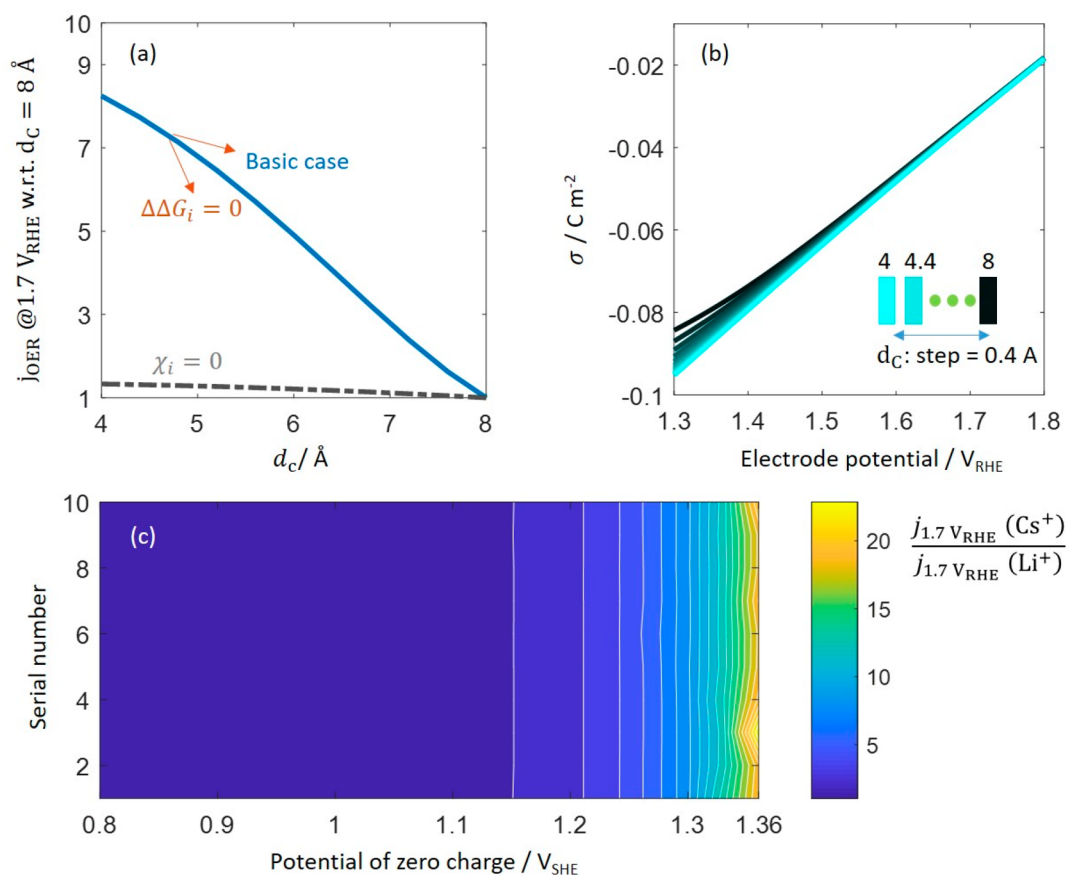 (a)
j_OER @1.7 V_RHE w.r.t. d_C = 8 Å
10
9
7
5
3
1
Basic case
ΔΔG_i = 0
χ_i = 0
4 5 6 7 8
d_c/ Å
(b)
σ / C m⁻²
-0.02
-0.04
-0.06
-0.08
-0.1
4 4.4 8
d_C: step = 0.4 A
1.3 1.4 1.5 1.6 1.7 1.8
Electrode potential / V_RHE
(c)
Serial number
10
8
6
4
2
0.8 0.9 1 1.1 1.2 1.3 1.36
Potential of zero charge / V_SHE
20
15
10
5
j_1.7 V_RHE (Cs⁺)
j_1.7 V_RHE (Li⁺)